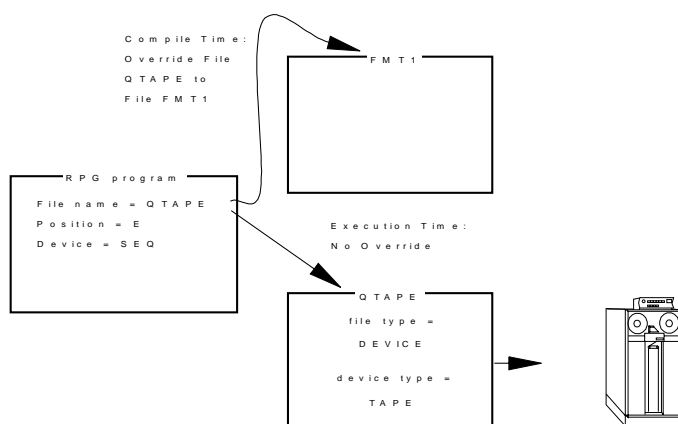 Compile Time:
Override File
QTAPE to
File FMT1
FMT1
RPG program
File name = QTAPE
Position = E
Device = SEQ
Execution Time:
No Override
QTAPE
file type =
DEVICE
device type =
TAPE